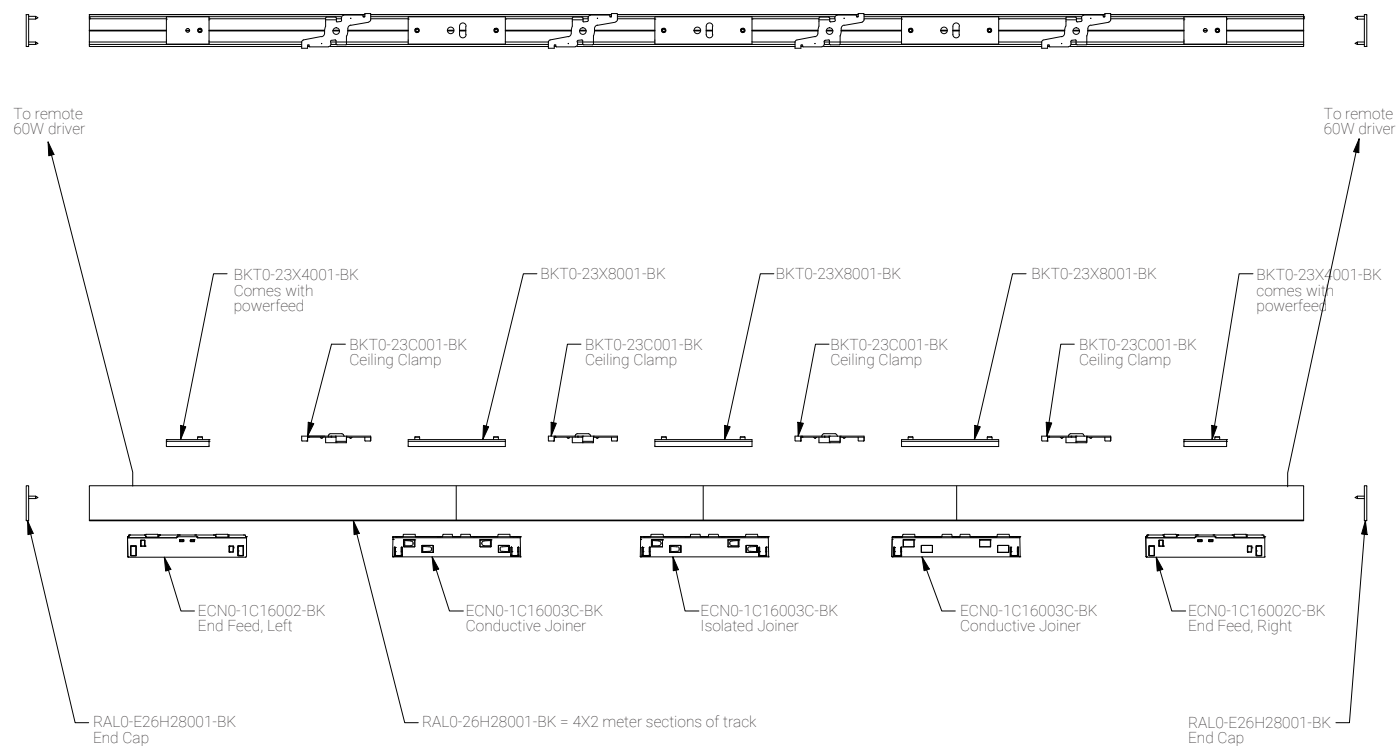 To remote
60W driver
To remote
60W driver
BKT0-23X4001-BK
Comes with
powerfeed
BKT0-23X8001-BK
BKT0-23X8001-BK
BKT0-23X8001-BK
BKT0-23X4001-BK
comes with
powerfeed
BKT0-23C001-BK
Ceiling Clamp
BKT0-23C001-BK
Ceiling Clamp
BKT0-23C001-BK
Ceiling Clamp
BKT0-23C001-BK
Ceiling Clamp
ECN0-1C16002-BK
End Feed, Left
ECN0-1C16003C-BK
Conductive Joiner
ECN0-1C16003C-BK
Isolated Joiner
ECN0-1C16003C-BK
Conductive Joiner
ECN0-1C16002C-BK
End Feed, Right
RAL0-E26H28001-BK
End Cap
RAL0-26H28001-BK = 4X2 meter sections of track
RAL0-E26H28001-BK
End Cap